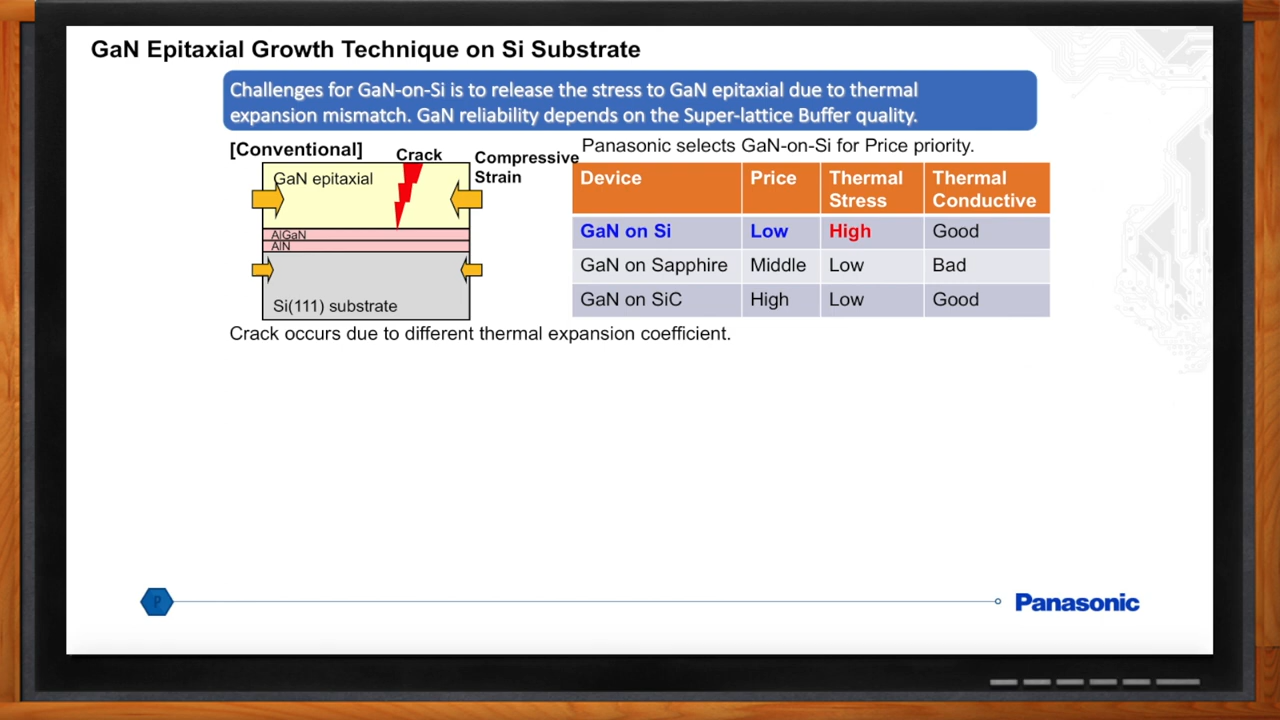 GaN Epitaxial Growth Technique on Si Substrate
Challenges for GaN-on-Si is to release the stress to GaN epitaxial due to thermal
expansion mismatch. GaN reliability depends on the Super-lattice Buffer quality.
[Conventional]
Crack
Compressive
Strain
GaN epitaxial
AlGaN
AlN
Si(111) substrate
Crack occurs due to different thermal expansion coefficient.
Panasonic selects GaN-on-Si for Price priority.
Device Price Thermal Stress Thermal Conductive
GaN on Si Low High Good
GaN on Sapphire Middle Low Bad
GaN on SiC High Low Good
P
Panasonic